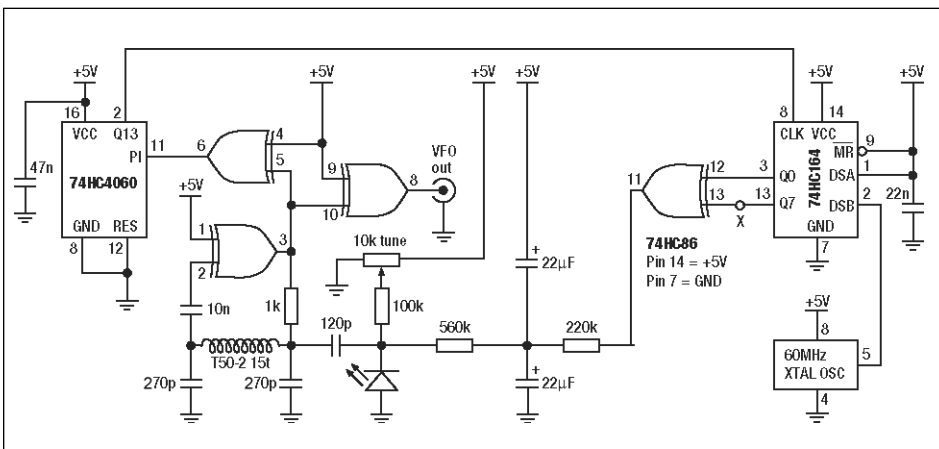 +5V
+5V
+5V
+5V
+5V
+5V
16
2
VCC
Q13
PI
11
47n
74HC4060
GND
RES
8
12
6
4
5
+5V
1
2
3
9
10
8
VFO
out
10n
1k
10k tune
100k
120p
T50-2 15t
270p
270p
560k
+
22µF
+
22µF
220k
11
12
13
X
74HC86
Pin 14 = +5V
Pin 7 = GND
8
14
CLK
VCC
MR
9
3
Q0
DSA
1
13
Q7
DSB
2
74HC164
GND
7
22n
+5V
8
60MHz
XTAL OSC
5
4